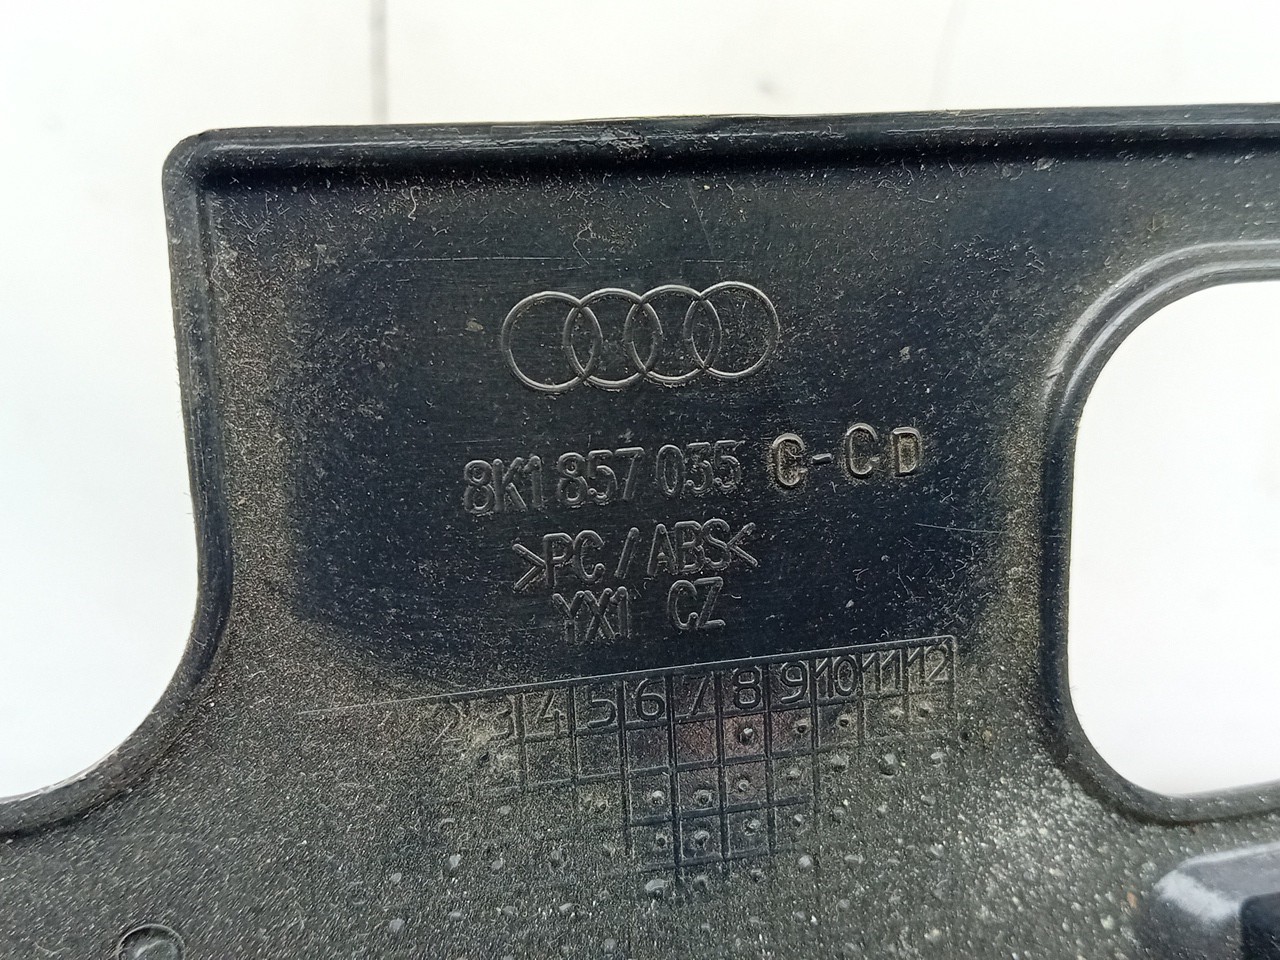 8K1 857 035 C-CD
>PC/ABS<
YX1 CZ
2 3 4 5 6 7 8 9 10 11 12